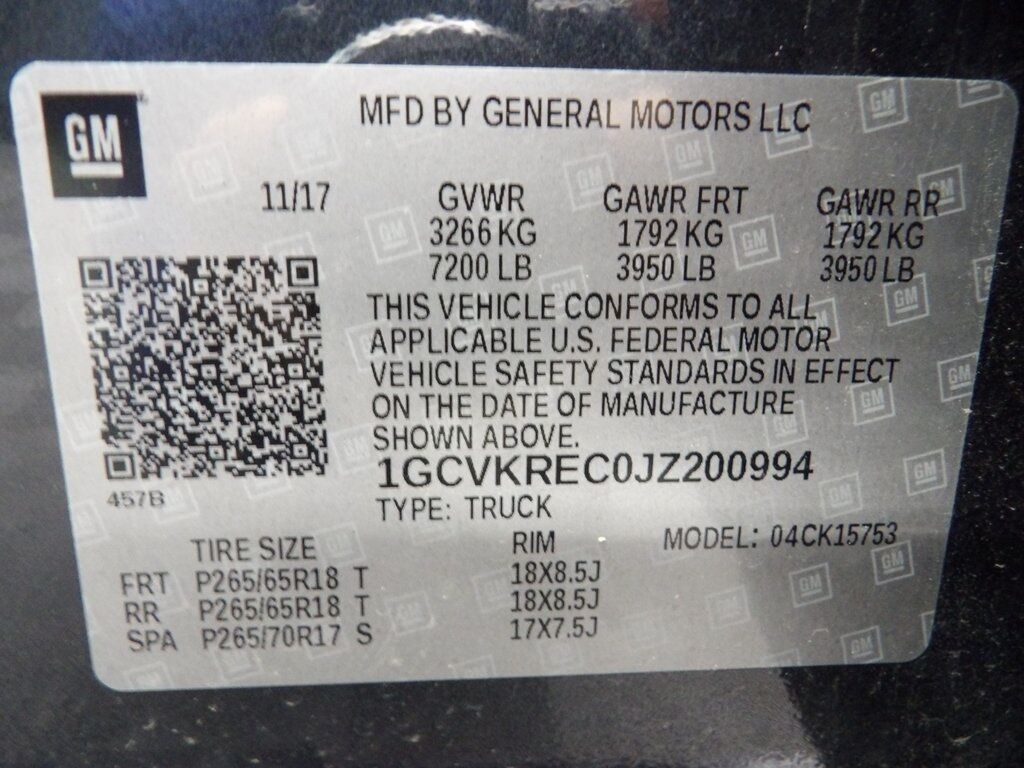 GM
MFD BY GENERAL MOTORS LLC
11/17 GVWR GAWR FRT GAWR RR
3266 KG 1792 KG 1792 KG
7200 LB 3950 LB 3950 LB
THIS VEHICLE CONFORMS TO ALL
APPLICABLE U.S. FEDERAL MOTOR
VEHICLE SAFETY STANDARDS IN EFFECT
ON THE DATE OF MANUFACTURE
SHOWN ABOVE.
1GCVKREC0JZ200994
457B
TYPE: TRUCK
TIRE SIZE RIM MODEL: 04CK15753
FRT P265/65R18 T 18X8.5J
RR P265/65R18 T 18X8.5J
SPA P265/70R17 S 17X7.5J